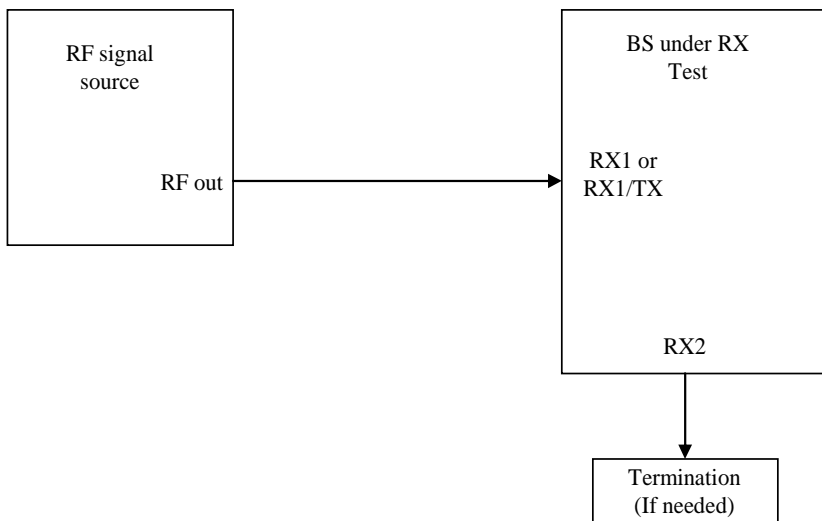 RF signal
source
RF out
BS under RX
Test
RX1 or
RX1/TX
RX2
Termination
(If needed)